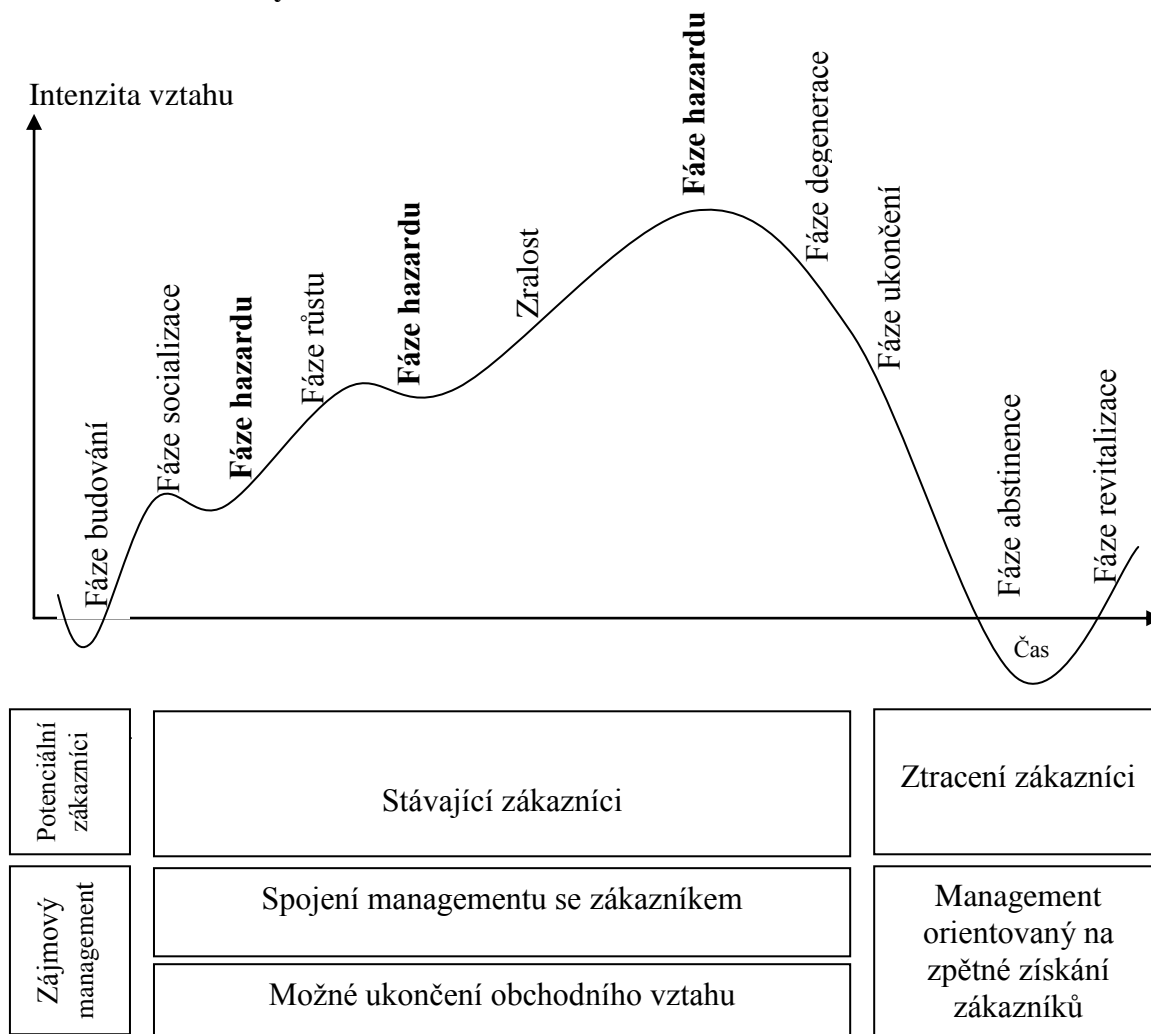 Intenzita vztahu
Fáze budování
Fáze socializace
Fáze hazardu
Fáze růstu
Fáze hazardu
Zralost
Fáze hazardu
Fáze degenerace
Fáze ukončení
Fáze abstinence
Fáze revitalizace
Čas
Potenciální
zákazníci
Stávající zákazníci
Ztracení zákazníci
Zájmový
management
Spojení managementu se zákazníkem
Možné ukončení obchodního vztahu
Management
orientovaný na
zpětné získání
zákazníků